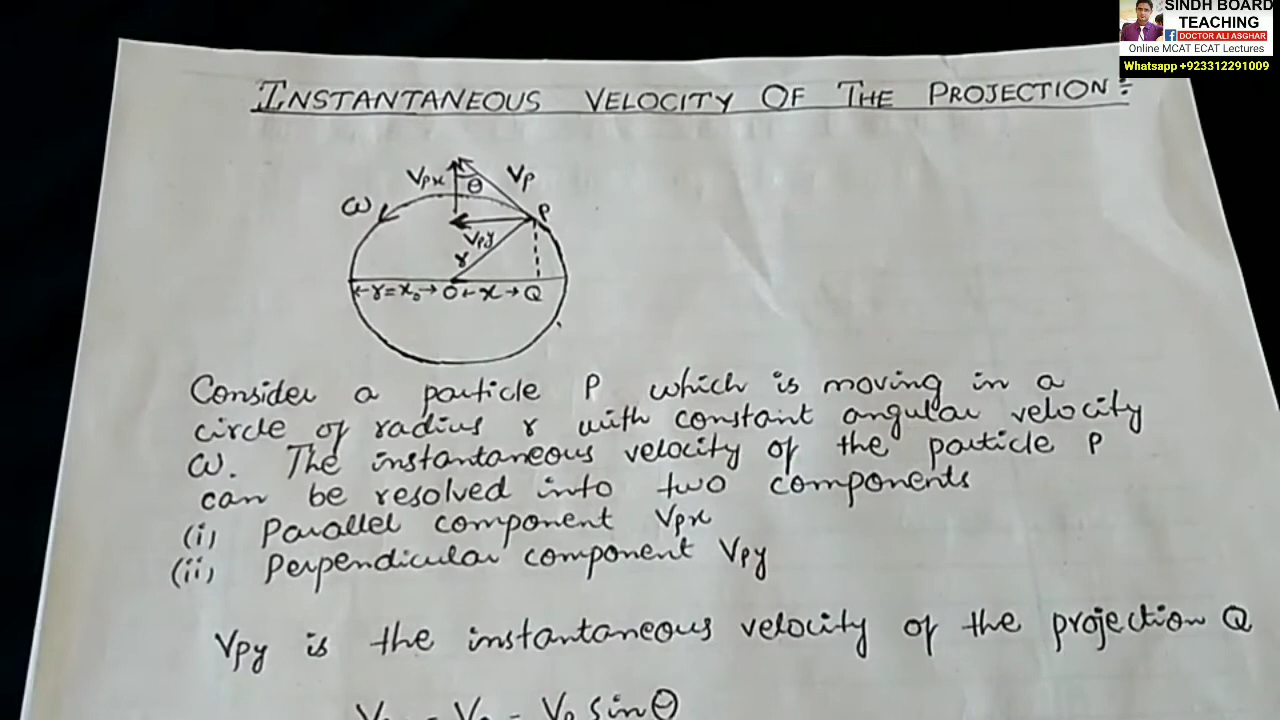 SINDH BOARD
TEACHING
f DOCTOR ALI ASGHAR
Online MCAT ECAT Lectures
Whatsapp +923312291009
INSTANTANEOUS VELOCITY OF THE PROJECTION:
Vpx θ Vp
ω P
Vpy
r
r=x₀ O x Q
Consider a particle P which is moving in a
circle of radius r with constant angular velocity
ω. The instantaneous velocity of the particle P
can be resolved into two components
(i) Parallel component Vpx
(ii) Perpendicular component Vpy
Vpy is the instantaneous velocity of the projection Q
= Vp sinθ